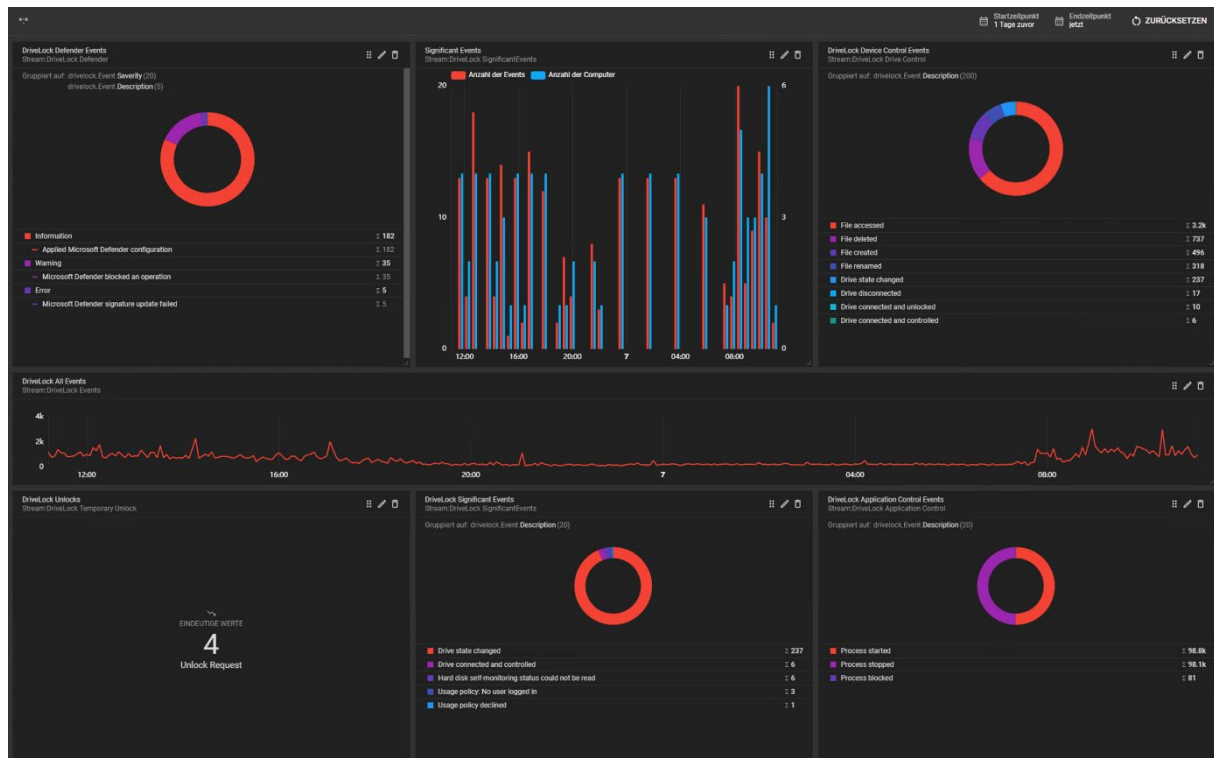 "."
Startzeitpunkt
1 Tage zuvor
Endzeitpunkt
jetzt
ZURÜCKSETZEN
DriveLock Defender Events
Stream:DriveLock Defender
Gruppiert auf: drivelock.Event.Severity (20)
drivelock.Event.Description (5)
Information Σ 182
Applied Microsoft Defender configuration Σ 182
Warning Σ 35
Microsoft Defender blocked an operation Σ 35
Error Σ 5
Microsoft Defender signature update failed Σ 5
Significant Events
Stream:DriveLock SignificantEvents
Anzahl der Events Anzahl der Computer
20 6
10 3
0 0
12:00 16:00 20:00 7 04:00 08:00
DriveLock Device Control Events
Stream:DriveLock Drive Control
Gruppiert auf: drivelock.Event.Description (200)
File accessed Σ 3.2k
File deleted Σ 737
File created Σ 496
File renamed Σ 318
Drive state changed Σ 237
Drive disconnected Σ 17
Drive connected and unlocked Σ 10
Drive connected and controlled Σ 6
DriveLock All Events
Stream:DriveLock Events
4k
2k
0
12:00 16:00 20:00 7 04:00 08:00
DriveLock Unlocks
Stream:DriveLock Temporary Unlock
EINDEUTIGE WERTE
4
Unlock Request
DriveLock Significant Events
Stream:DriveLock SignificantEvents
Gruppiert auf: drivelock.Event.Description (20)
Drive state changed Σ 237
Drive connected and controlled Σ 6
Hard disk self-monitoring status could not be read Σ 6
Usage policy: No user logged in Σ 3
Usage policy declined Σ 1
DriveLock Application Control Events
Stream:DriveLock Application Control
Gruppiert auf: drivelock.Event.Description (20)
Process started Σ 98.8k
Process stopped Σ 98.1k
Process blocked Σ 81